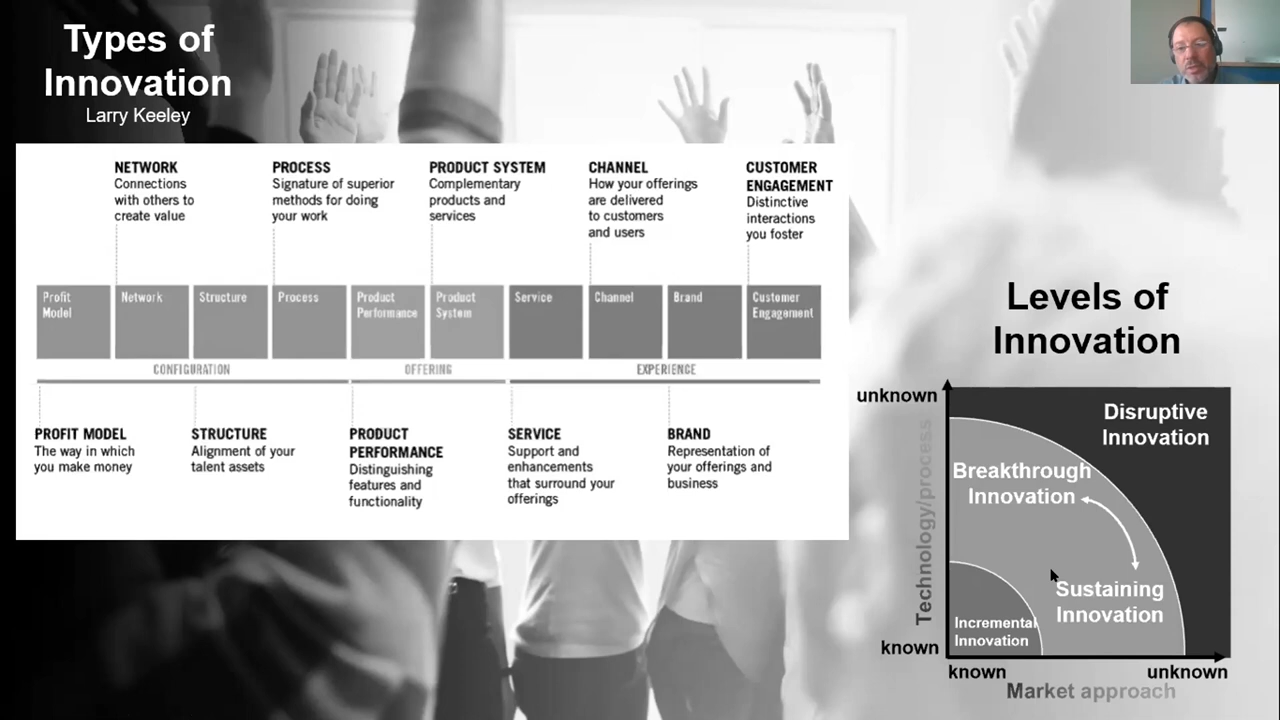 Types of
Innovation
Larry Keeley
NETWORK
Connections
with others to
create value
PROCESS
Signature of superior
methods for doing
your work
PRODUCT SYSTEM
Complementary
products and
services
CHANNEL
How your offerings
are delivered
to customers
and users
CUSTOMER
ENGAGEMENT
Distinctive
interactions
you foster
Profit
Model
Network
Structure
Process
Product
Performance
Product
System
Service
Channel
Brand
Customer
Engagement
CONFIGURATION
OFFERING
EXPERIENCE
PROFIT MODEL
The way in which
you make money
STRUCTURE
Alignment of your
talent assets
PRODUCT
PERFORMANCE
Distinguishing
features and
functionality
SERVICE
Support and
enhancements
that surround your
offerings
BRAND
Representation of
your offerings and
business
Levels of
Innovation
unknown
Disruptive
Innovation
Breakthrough
Innovation
Technology/process
Sustaining
Innovation
Incremental
Innovation
known
known
unknown
Market approach